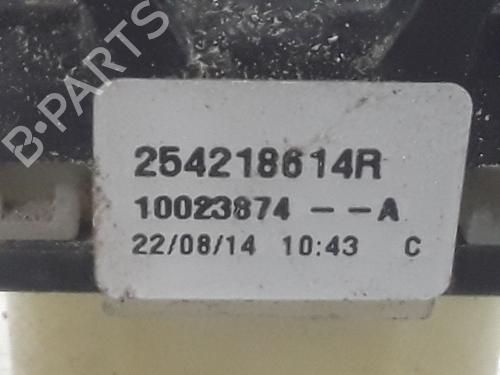 B-PARTS
254218614R
10023874 -- A
22/08/14 10:43 C